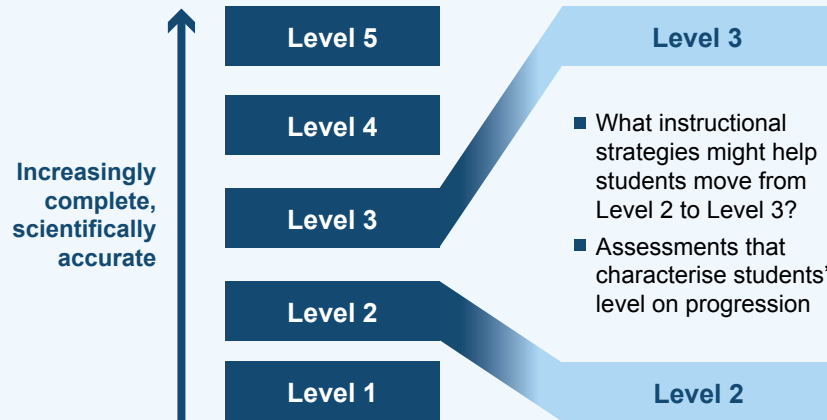 Level 5
Level 4
Level 3
Level 2
Level 1
Increasingly
complete,
scientifically
accurate
Level 3
■ What instructional
strategies might help
students move from
Level 2 to Level 3?
■ Assessments that
characterise students’
level on progression
Level 2